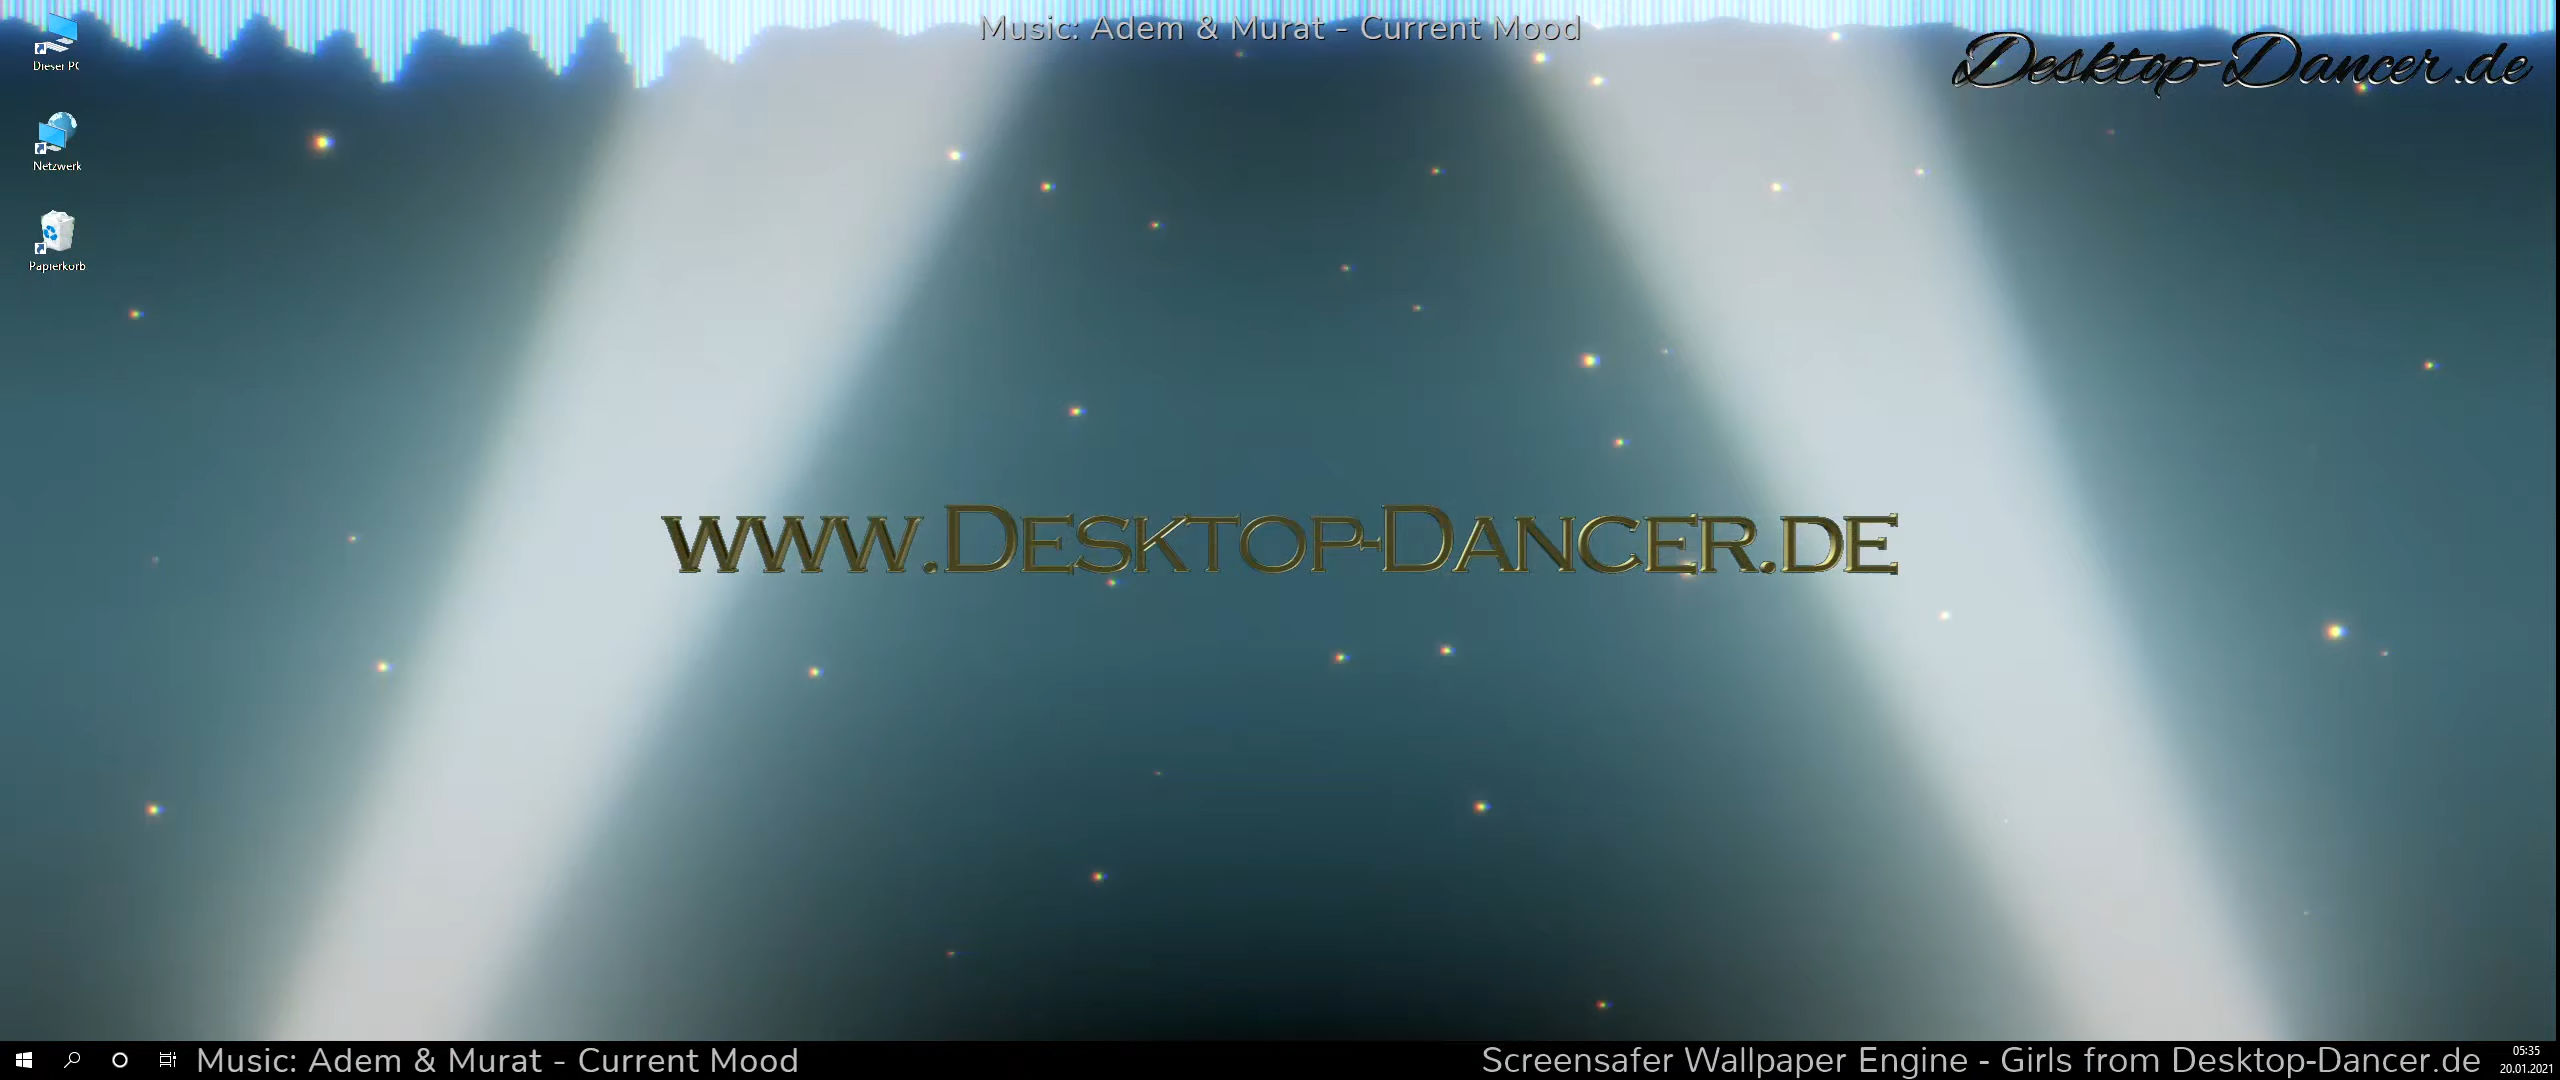 Music: Adem & Murat - Current Mood
Desktop-Dancer.de
Dieser PC
Netzwerk
Papierkorb
www.Desktop-Dancer.de
Music: Adem & Murat - Current Mood
Screensafer Wallpaper Engine - Girls from Desktop-Dancer.de
05:35
20.01.2021